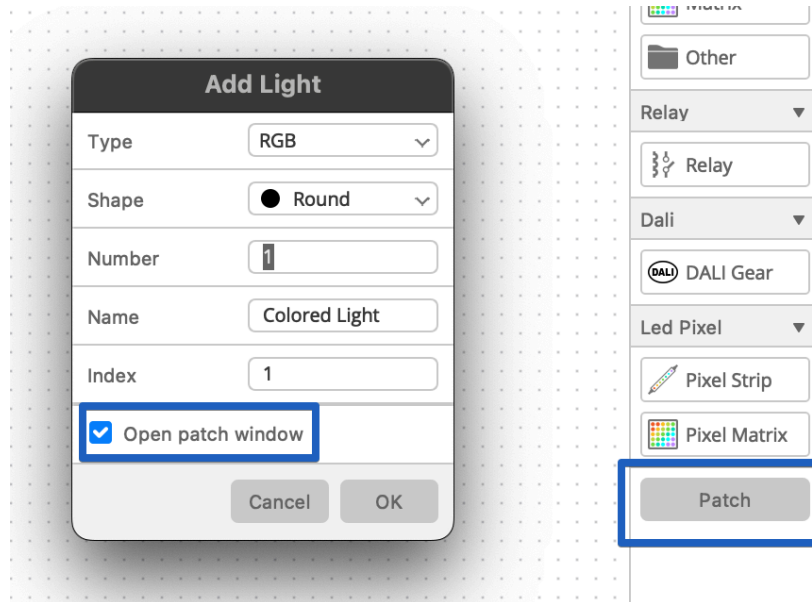 Add Light
Type
RGB
Shape
Round
Number
1
Name
Colored Light
Index
1
Open patch window
Cancel
OK
Matrix
Other
Relay
Relay
Dali
DALI
DALI Gear
Led Pixel
Pixel Strip
Pixel Matrix
Patch